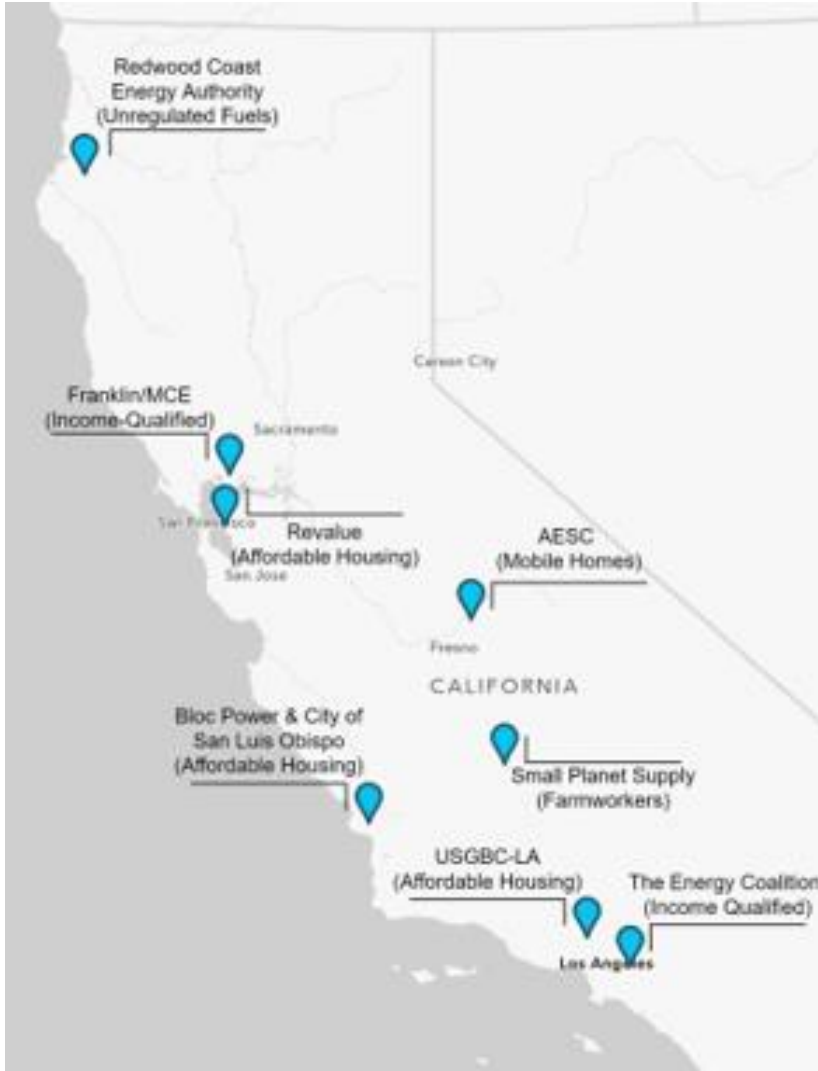 Redwood Coast
Energy Authority
(Unregulated Fuels)
Carson City
Franklin/MCE
(Income-Qualified)
Sacramento
San Francisco
Revalue
(Affordable Housing)
San Jose
AESC
(Mobile Homes)
Fresno
CALIFORNIA
Bloc Power & City of
San Luis Obispo
(Affordable Housing)
Small Planet Supply
(Farmworkers)
USGBC-LA
(Affordable Housing)
The Energy Coalition
(Income Qualified)
Los Angeles